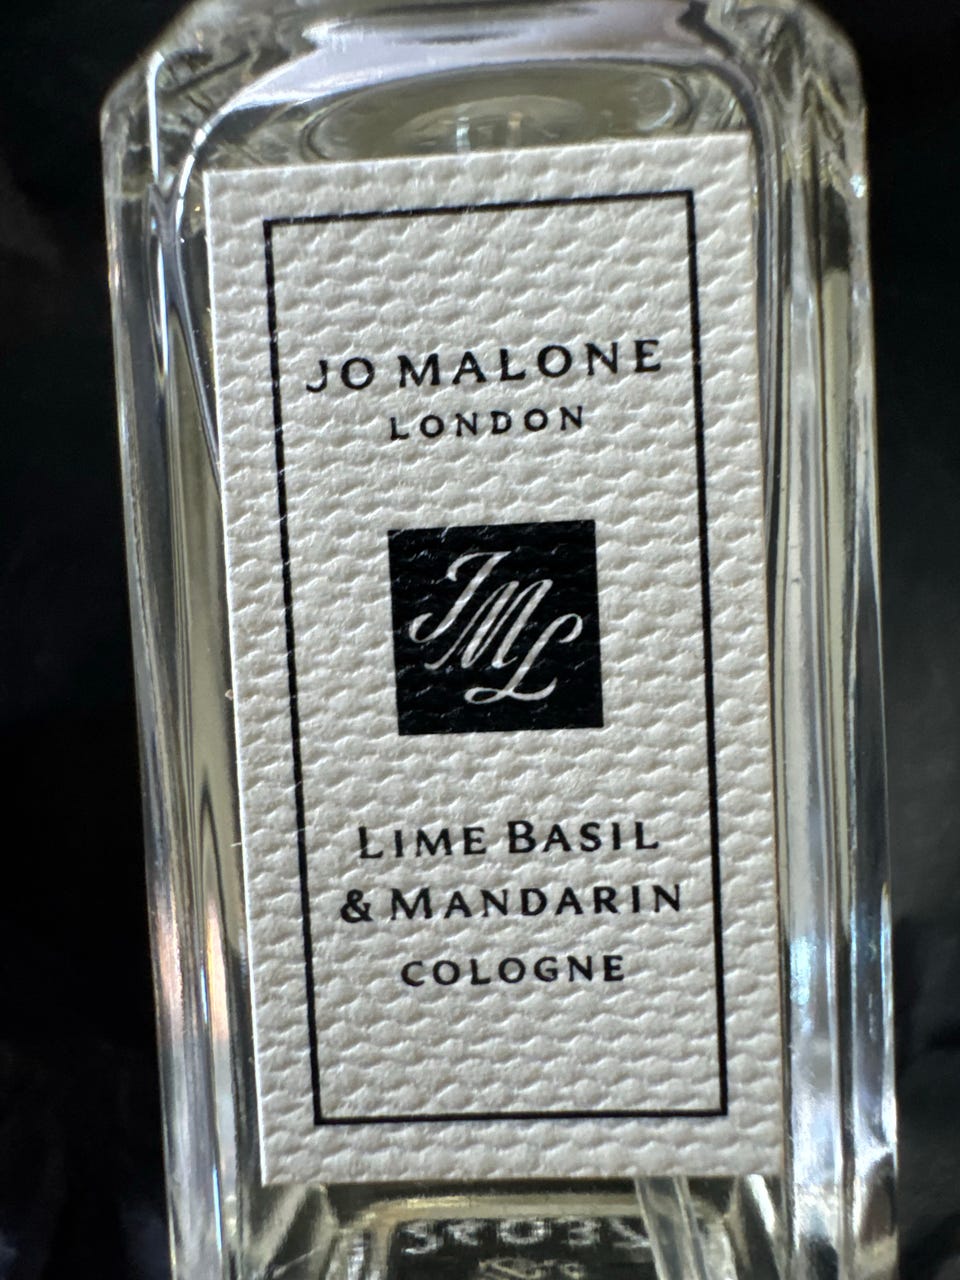 JO MALONE
LONDON
JML
LIME BASIL
& MANDARIN
COLOGNE